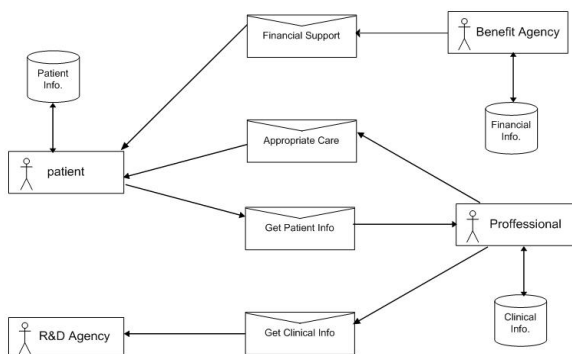 Financial Support
Benefit Agency
Patient
Info.
Financial
Info.
Appropriate Care
patient
Get Patient Info
Proffessional
Get Clinical Info
R&D Agency
Clinical
Info.